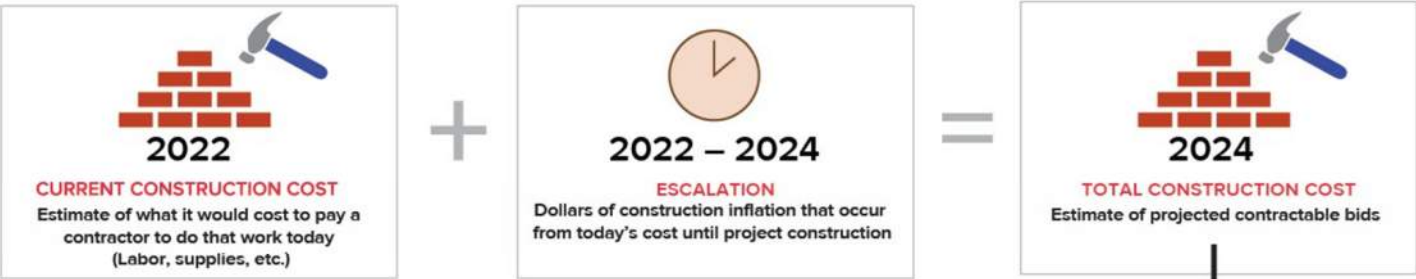 2022
CURRENT CONSTRUCTION COST
Estimate of what it would cost to pay a
contractor to do that work today
(Labor, supplies, etc.)
+
2022 – 2024
ESCALATION
Dollars of construction inflation that occur
from today's cost until project construction
=
2024
TOTAL CONSTRUCTION COST
Estimate of projected contractable bids